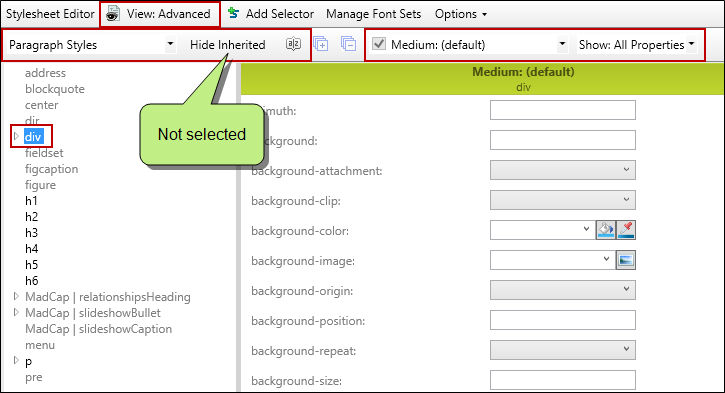 Stylesheet Editor View: Advanced Add Selector Manage Font Sets Options
Paragraph Styles Hide Inherited Medium: (default) Show: All Properties
Medium: (default)
div
address
blockquote
center
dir
div
fieldset
figcaption
figure
h1
h2
h3
h4
h5
h6
MadCap | relationshipsHeading
MadCap | slideshowBullet
MadCap | slideshowCaption
menu
p
pre
Not selected
background:
background-attachment:
background-clip:
background-color:
background-image:
background-origin:
background-position:
background-repeat:
background-size: